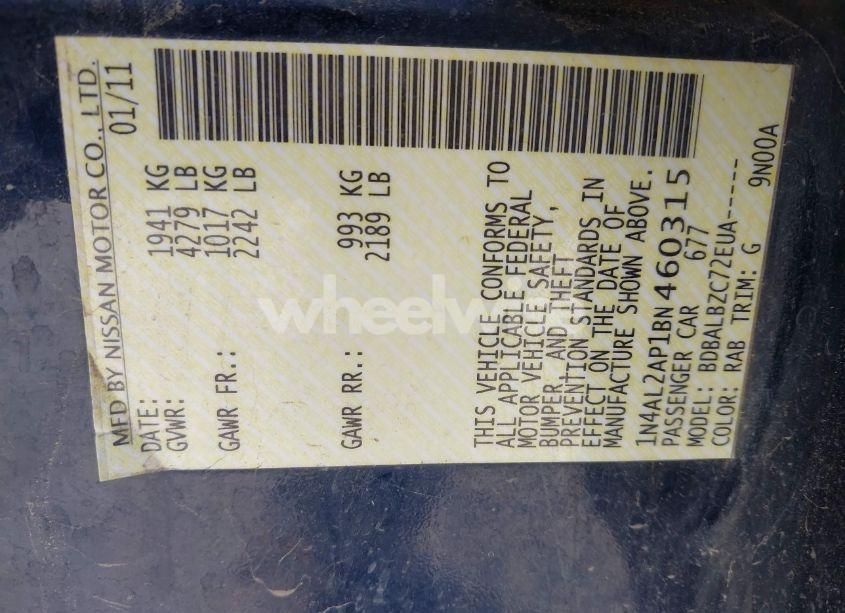 MFD BY NISSAN MOTOR CO., LTD.
DATE: 01/11
GVWR: 1941 KG
4279 LB
GAWR FR.: 1017 KG
2242 LB
GAWR RR.: 993 KG
2189 LB
THIS VEHICLE CONFORMS TO
ALL APPLICABLE FEDERAL
MOTOR VEHICLE SAFETY,
BUMPER, AND THEFT
PREVENTION STANDARDS IN
EFFECT ON THE DATE OF
MANUFACTURE SHOWN ABOVE.
1N4AL2AP1BN460315
PASSENGER CAR 677
MODEL: BDBALBZC72EUA-----
COLOR: RAB TRIM: G 9N00A